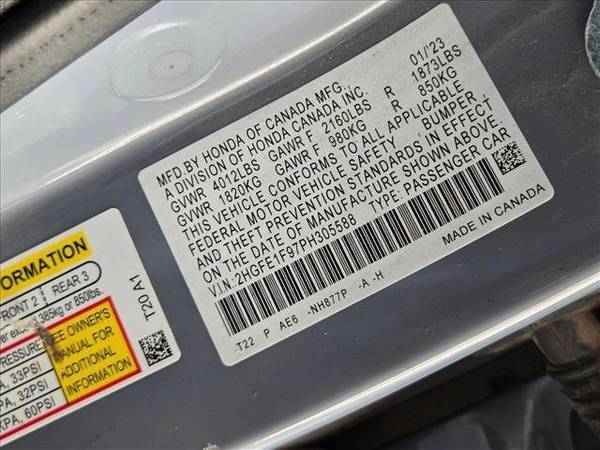 MFD.BY HONDA OF CANADA MFG. 01/'23
A DIVISION OF HONDA CANADA INC.
GVWR 4012LBS GAWR F 2160LBS R 1873LBS
GVWR 1820KG GAWR F 980KG R 850KG
THIS VEHICLE CONFORMS TO ALL APPLICABLE
FEDERAL MOTOR VEHICLE SAFETY BUMPER,
AND THEFT PREVENTION STANDARDS IN EFFECT
ON THE DATE OF MANUFACTURE SHOWN ABOVE.
V.I.N.:2HGFE1F97PH305588 TYPE: PASSENGER CAR
MADE IN CANADA
T22 P AE6 -NH877P -A -H
ORMATION
FRONT 2 REAR 3
385kg or 850lbs.
PRESSURE SEE OWNER'S
PA, 33PSI MANUAL FOR
PA, 32PSI ADDITIONAL
KPA, 60PSI INFORMATION
T20 A1